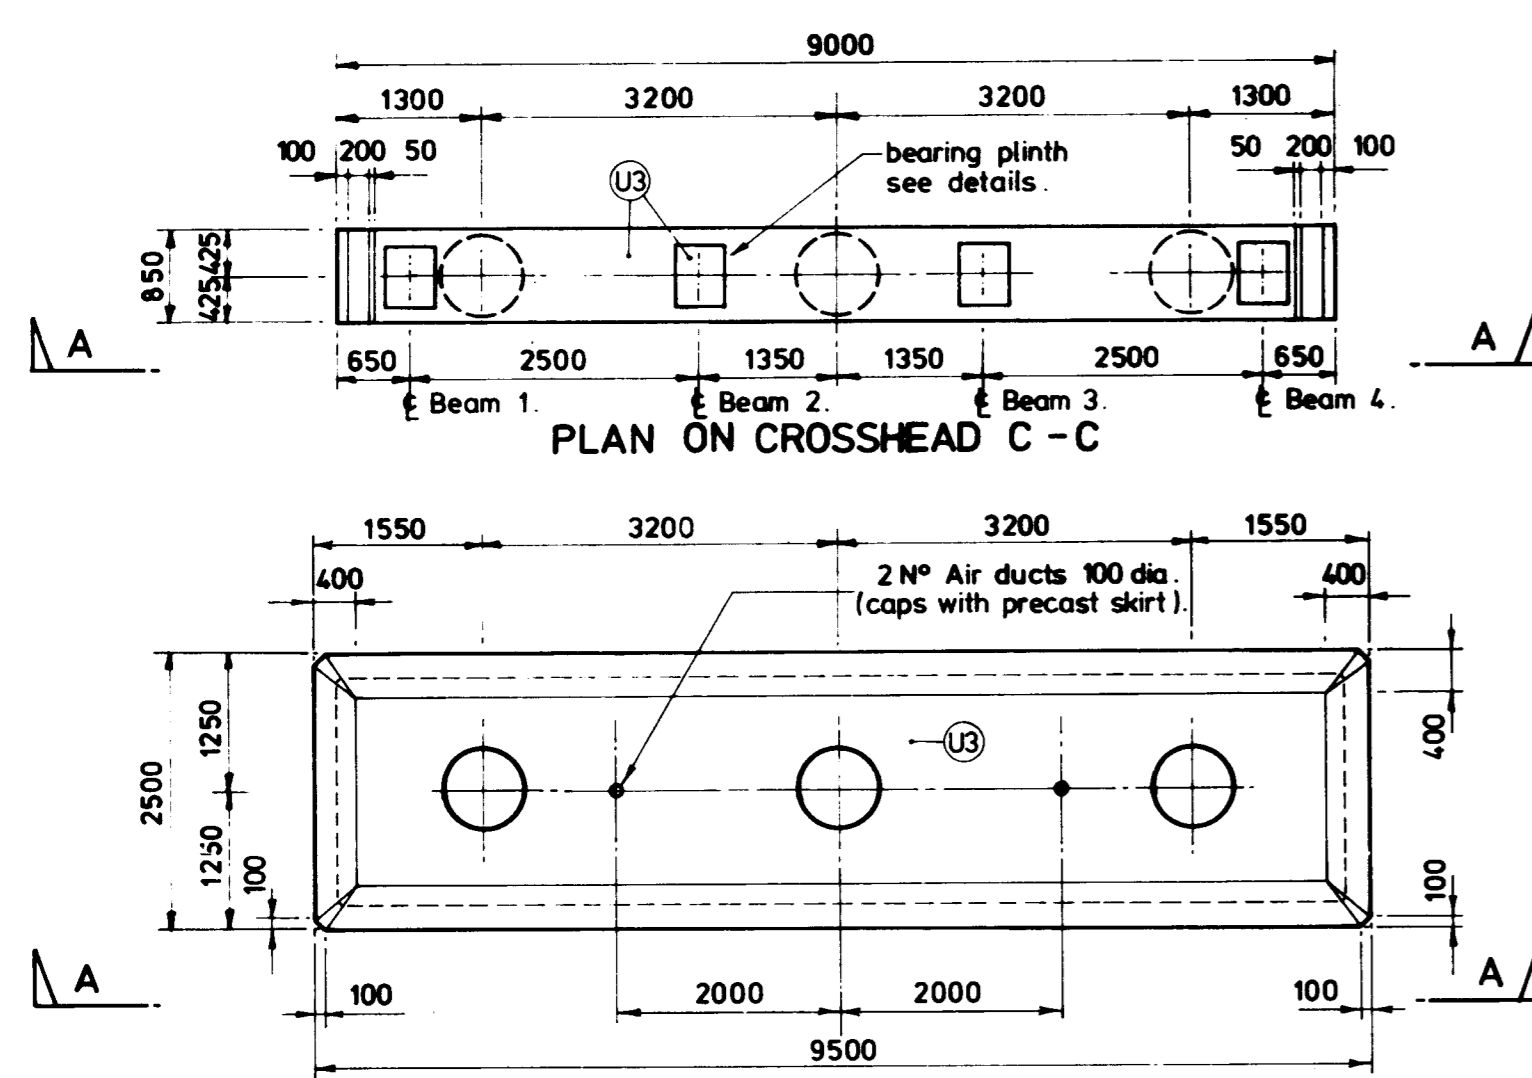 9000
1300 3200 3200 1300
100 200 50 50 200 100
bearing plinth
see details.
U3
850
425 425
A A
650 2500 1350 1350 2500 650
℄ Beam 1. ℄ Beam 2. ℄ Beam 3. ℄ Beam 4.
PLAN ON CROSSHEAD C - C
1550 3200 3200 1550
400 400
2 Nº Air ducts 100 dia.
(caps with precast skirt).
U3
2500
1250
1250
100
400
100
A A
100 2000 2000 100
9500